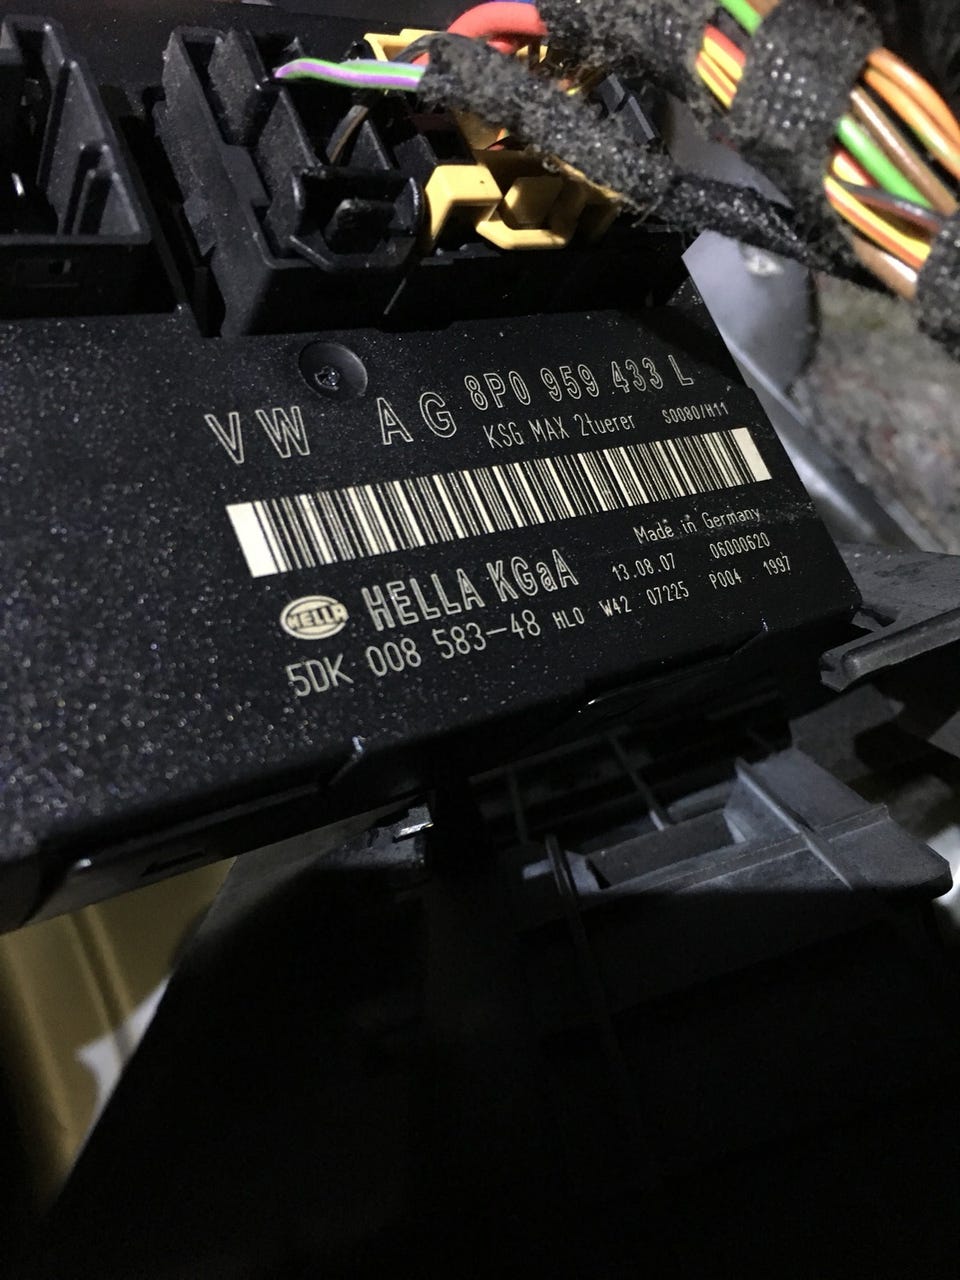 VW AG 8P0 959 433 L
KSG MAX 2tuerer S0080/H11
Made in Germany
HELLA HELLA KGaA 13.08.07 06000620
5DK 008 583-48 HLO W42 07225 P004 1997